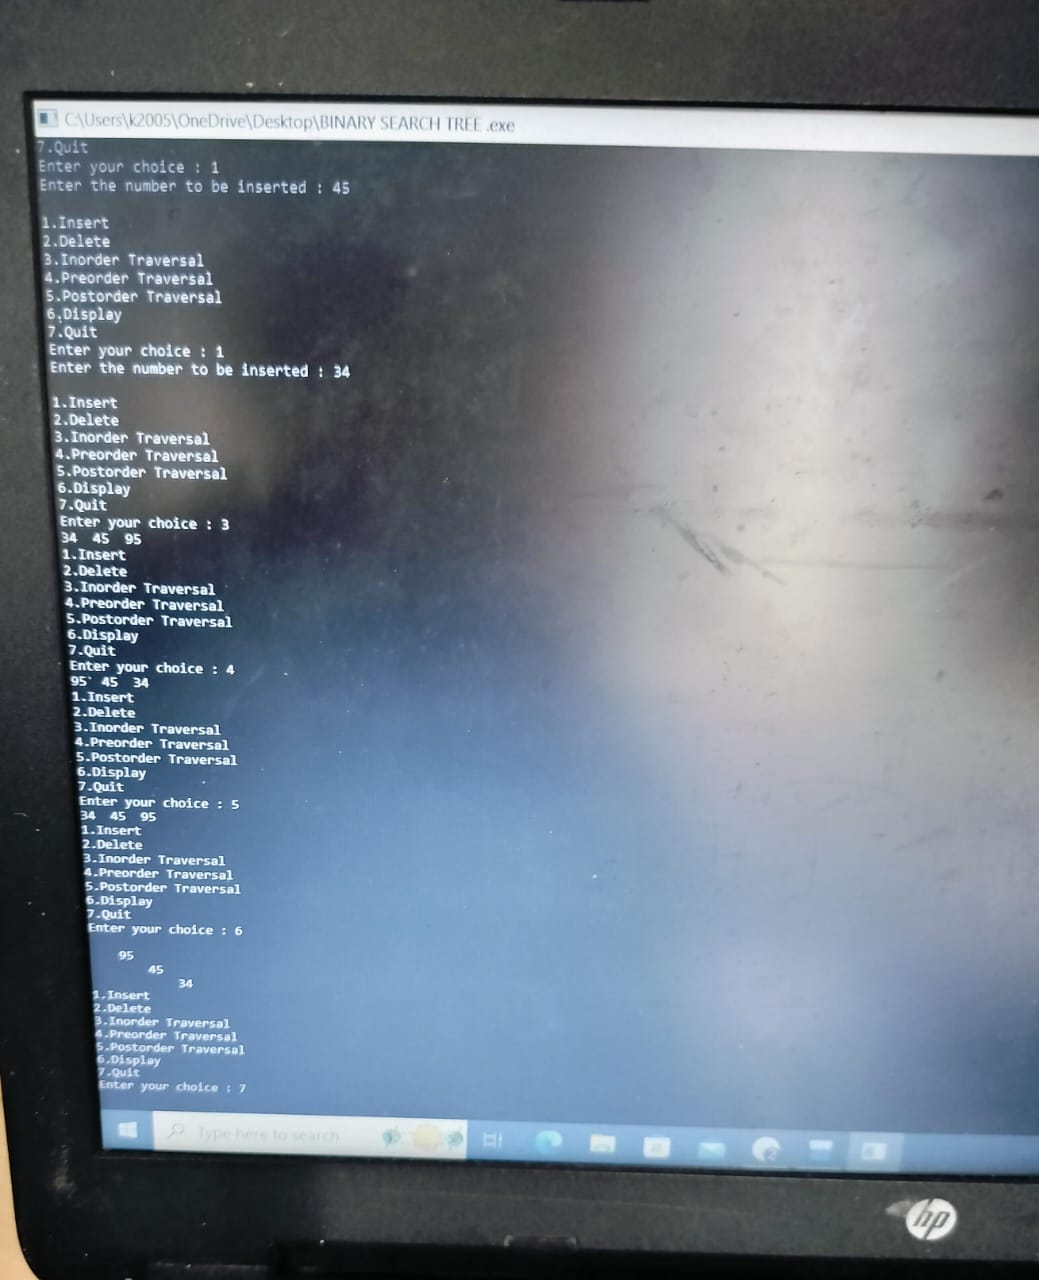 C:\Users\k2005\OneDrive\Desktop\BINARY SEARCH TREE .exe
7.Quit
Enter your choice : 1
Enter the number to be inserted : 45
1.Insert
2.Delete
3.Inorder Traversal
4.Preorder Traversal
5.Postorder Traversal
6.Display
7.Quit
Enter your choice : 1
Enter the number to be inserted : 34
1.Insert
2.Delete
3.Inorder Traversal
4.Preorder Traversal
5.Postorder Traversal
6.Display
7.Quit
Enter your choice : 3
34 45 95
1.Insert
2.Delete
3.Inorder Traversal
4.Preorder Traversal
5.Postorder Traversal
6.Display
7.Quit
Enter your choice : 4
95 45 34
1.Insert
2.Delete
3.Inorder Traversal
4.Preorder Traversal
5.Postorder Traversal
6.Display
7.Quit
Enter your choice : 5
34 45 95
1.Insert
2.Delete
3.Inorder Traversal
4.Preorder Traversal
5.Postorder Traversal
6.Display
7.Quit
Enter your choice : 6
95
45
34
1.Insert
2.Delete
3.Inorder Traversal
4.Preorder Traversal
5.Postorder Traversal
6.Display
7.Quit
Enter your choice : 7
Type here to search
hp